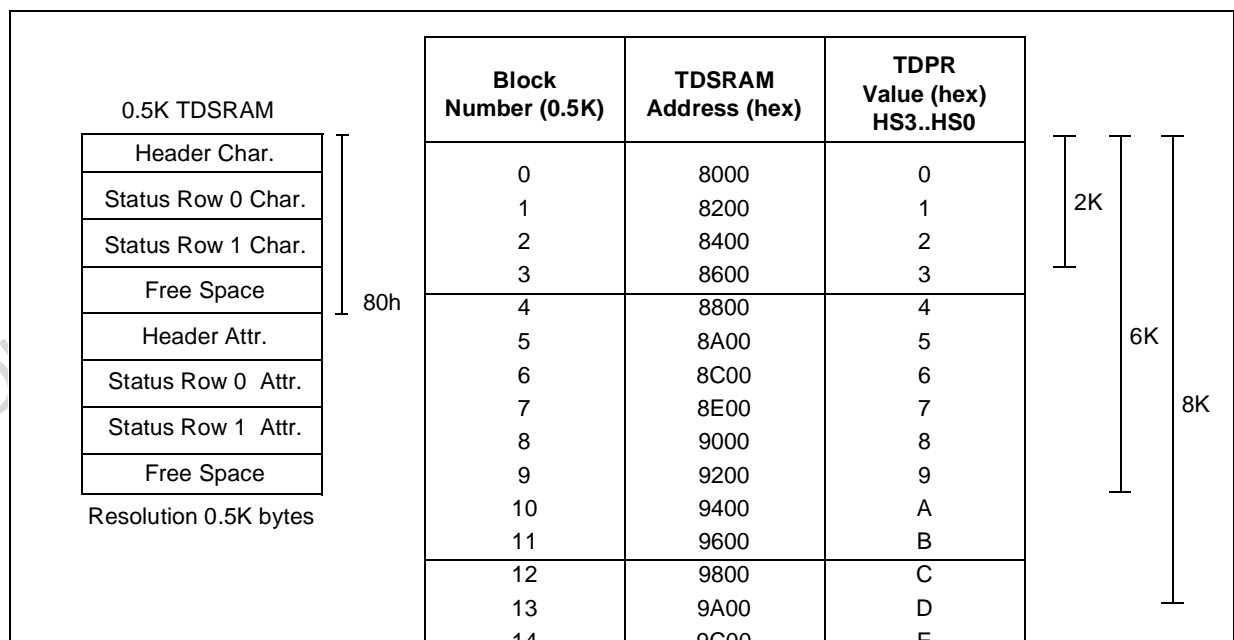 0.5K TDSRAM
Header Char.
Status Row 0 Char.
Status Row 1 Char.
Free Space
Header Attr.
Status Row 0 Attr.
Status Row 1 Attr.
Free Space
Resolution 0.5K bytes
80h
Block Number (0.5K) TDSRAM Address (hex) TDPR Value (hex) HS3..HS0
0 8000 0
1 8200 1
2 8400 2
3 8600 3
4 8800 4
5 8A00 5
6 8C00 6
7 8E00 7
8 9000 8
9 9200 9
10 9400 A
11 9600 B
12 9800 C
13 9A00 D
14 9C00 E
2K
6K
8K